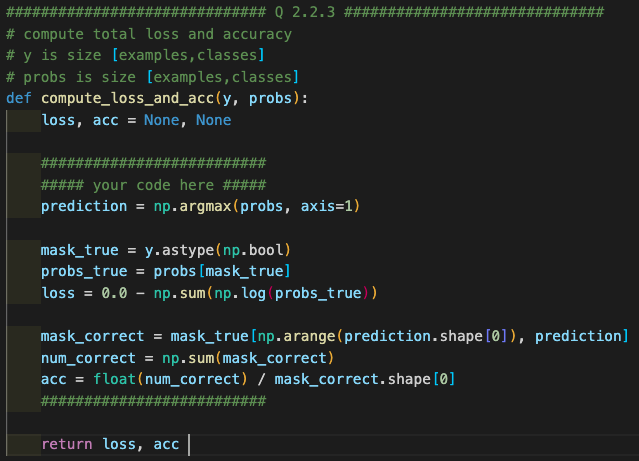 ############################## Q 2.2.3 ##############################
# compute total loss and accuracy
# y is size [examples,classes]
# probs is size [examples,classes]
def compute_loss_and_acc(y, probs):
    loss, acc = None, None
    ##########################
    ##### your code here #####
    prediction = np.argmax(probs, axis=1)
    mask_true = y.astype(np.bool)
    probs_true = probs[mask_true]
    loss = 0.0 - np.sum(np.log(probs_true))
    mask_correct = mask_true[np.arange(prediction.shape[0]), prediction]
    num_correct = np.sum(mask_correct)
    acc = float(num_correct) / mask_correct.shape[0]
    ##########################
    return loss, acc